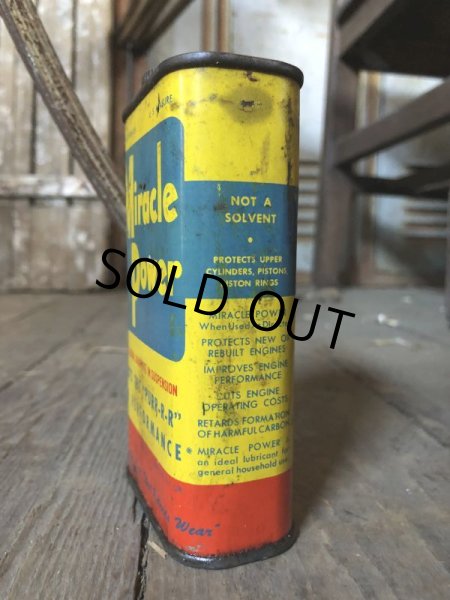 Miracle
Power
SUSPENSION
PURR-R-R"
Wear"
NOT A
SOLVENT
•
PROTECTS UPPER
CYLINDERS, PISTONS,
PISTON RINGS
SOLD OUT
MIRACLE POWER
When Used
PROTECTS NEW OR
REBUILT ENGINES
IMPROVES ENGINE
PERFORMANCE
CUTS ENGINE
OPERATING COSTS
RETARDS FORMATION
OF HARMFUL CARBON
* MIRACLE POWER
an ideal lubricant for
general household use